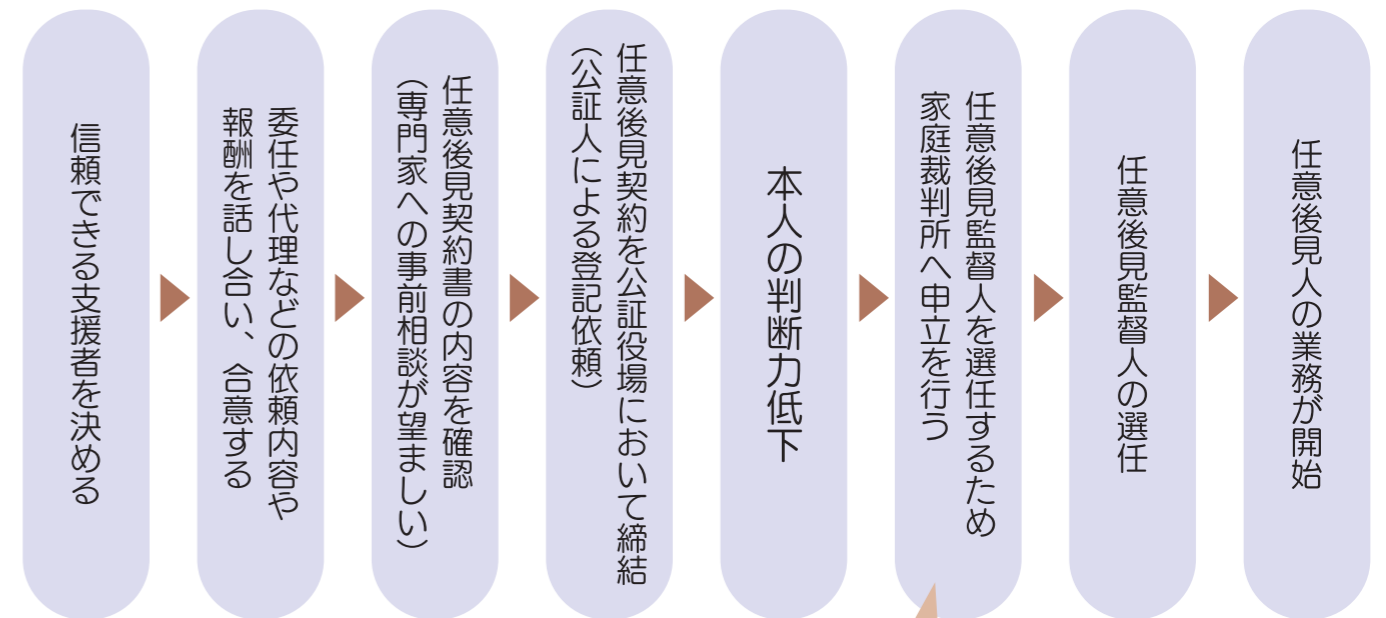 信頼できる支援者を決める
委任や代理などの依頼内容や
報酬を話し合い、合意する
任意後見契約書の内容を確認
（専門家への事前相談が望ましい）
任意後見契約を公証役場において締結
（公証人による登記依頼）
本人の判断力低下
任意後見監督人を選任するため
家庭裁判所へ申立を行う
任意後見監督人の選任
任意後見人の業務が開始